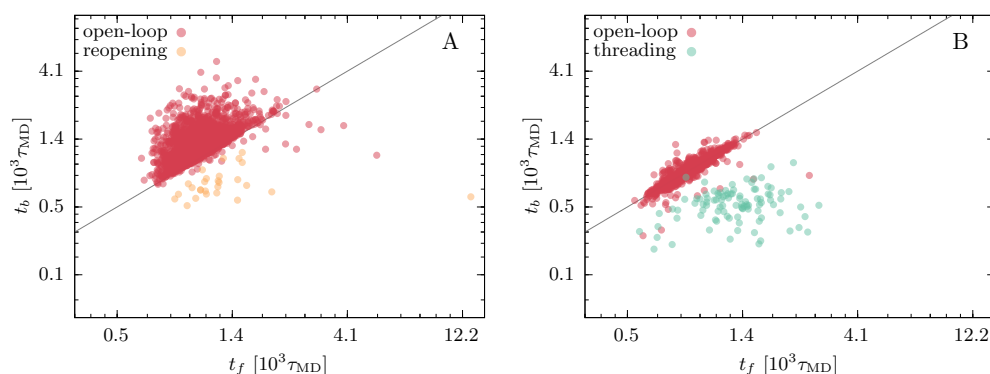 open-loop
reopening
A
4.1
1.4
0.5
0.1
t_b [10^3 τ_MD]
0.5 1.4 4.1 12.2
t_f [10^3 τ_MD]
open-loop
threading
B
4.1
1.4
0.5
0.1
t_b [10^3 τ_MD]
0.5 1.4 4.1 12.2
t_f [10^3 τ_MD]